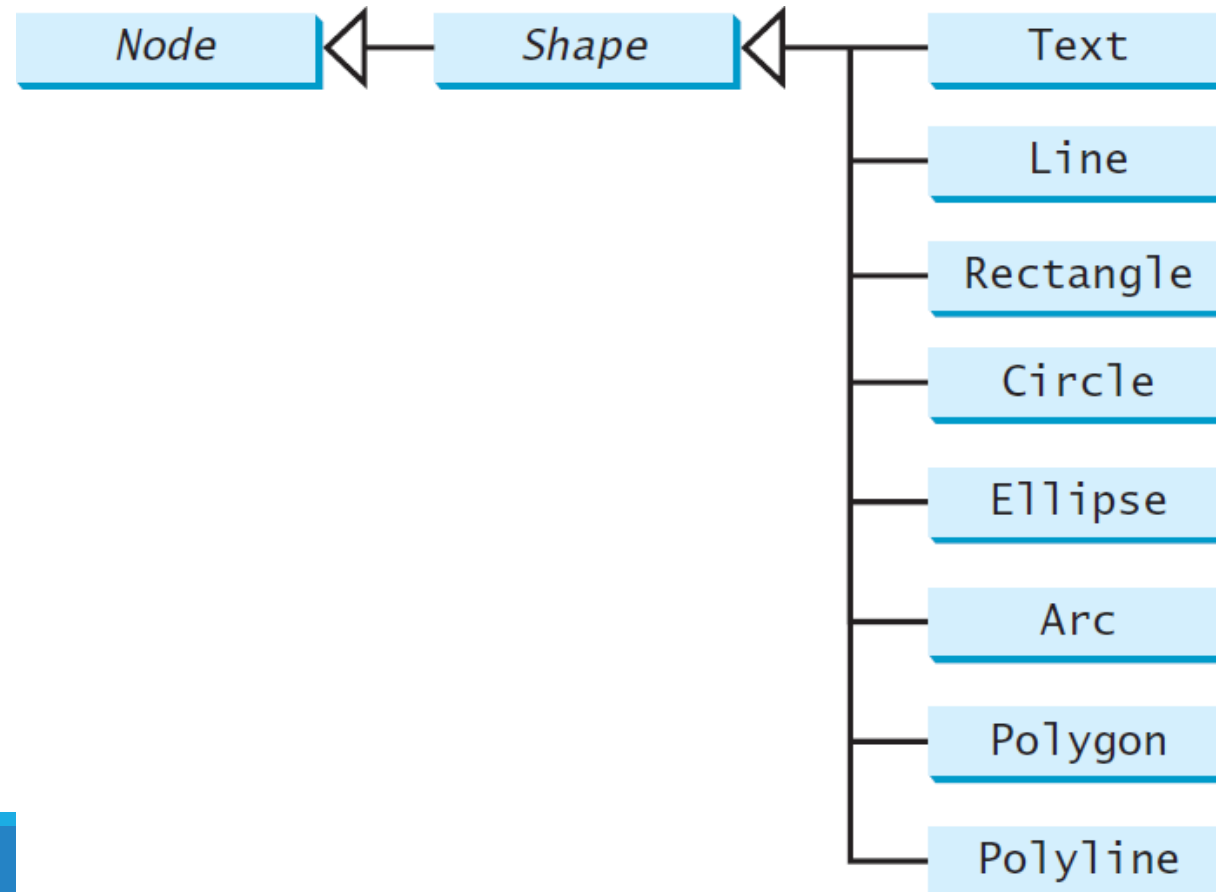 Node
Shape
Text
Line
Rectangle
Circle
Ellipse
Arc
Polygon
Polyline